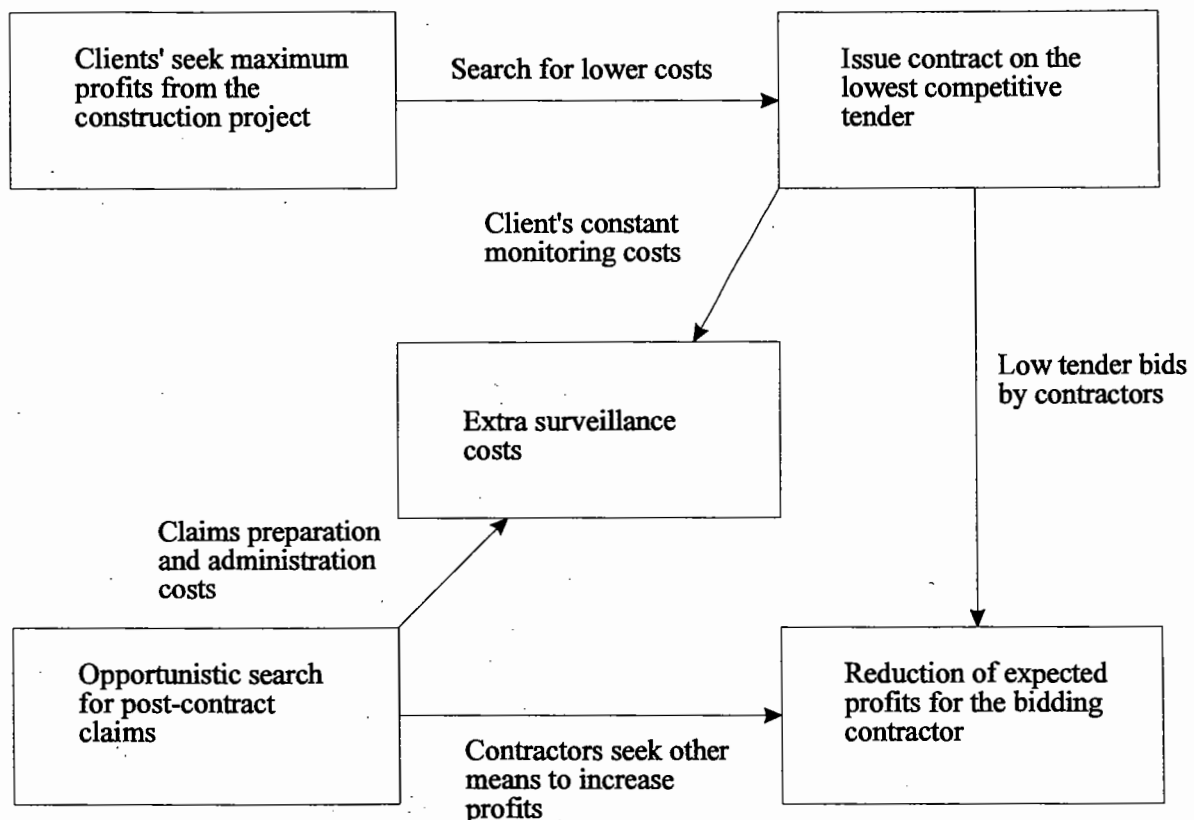 Clients' seek maximum
profits from the
construction project
Search for lower costs
Issue contract on the
lowest competitive
tender
Client's constant
monitoring costs
Low tender bids
by contractors
Extra surveillance
costs
Claims preparation
and administration
costs
Opportunistic search
for post-contract
claims
Contractors seek other
means to increase
profits
Reduction of expected
profits for the bidding
contractor